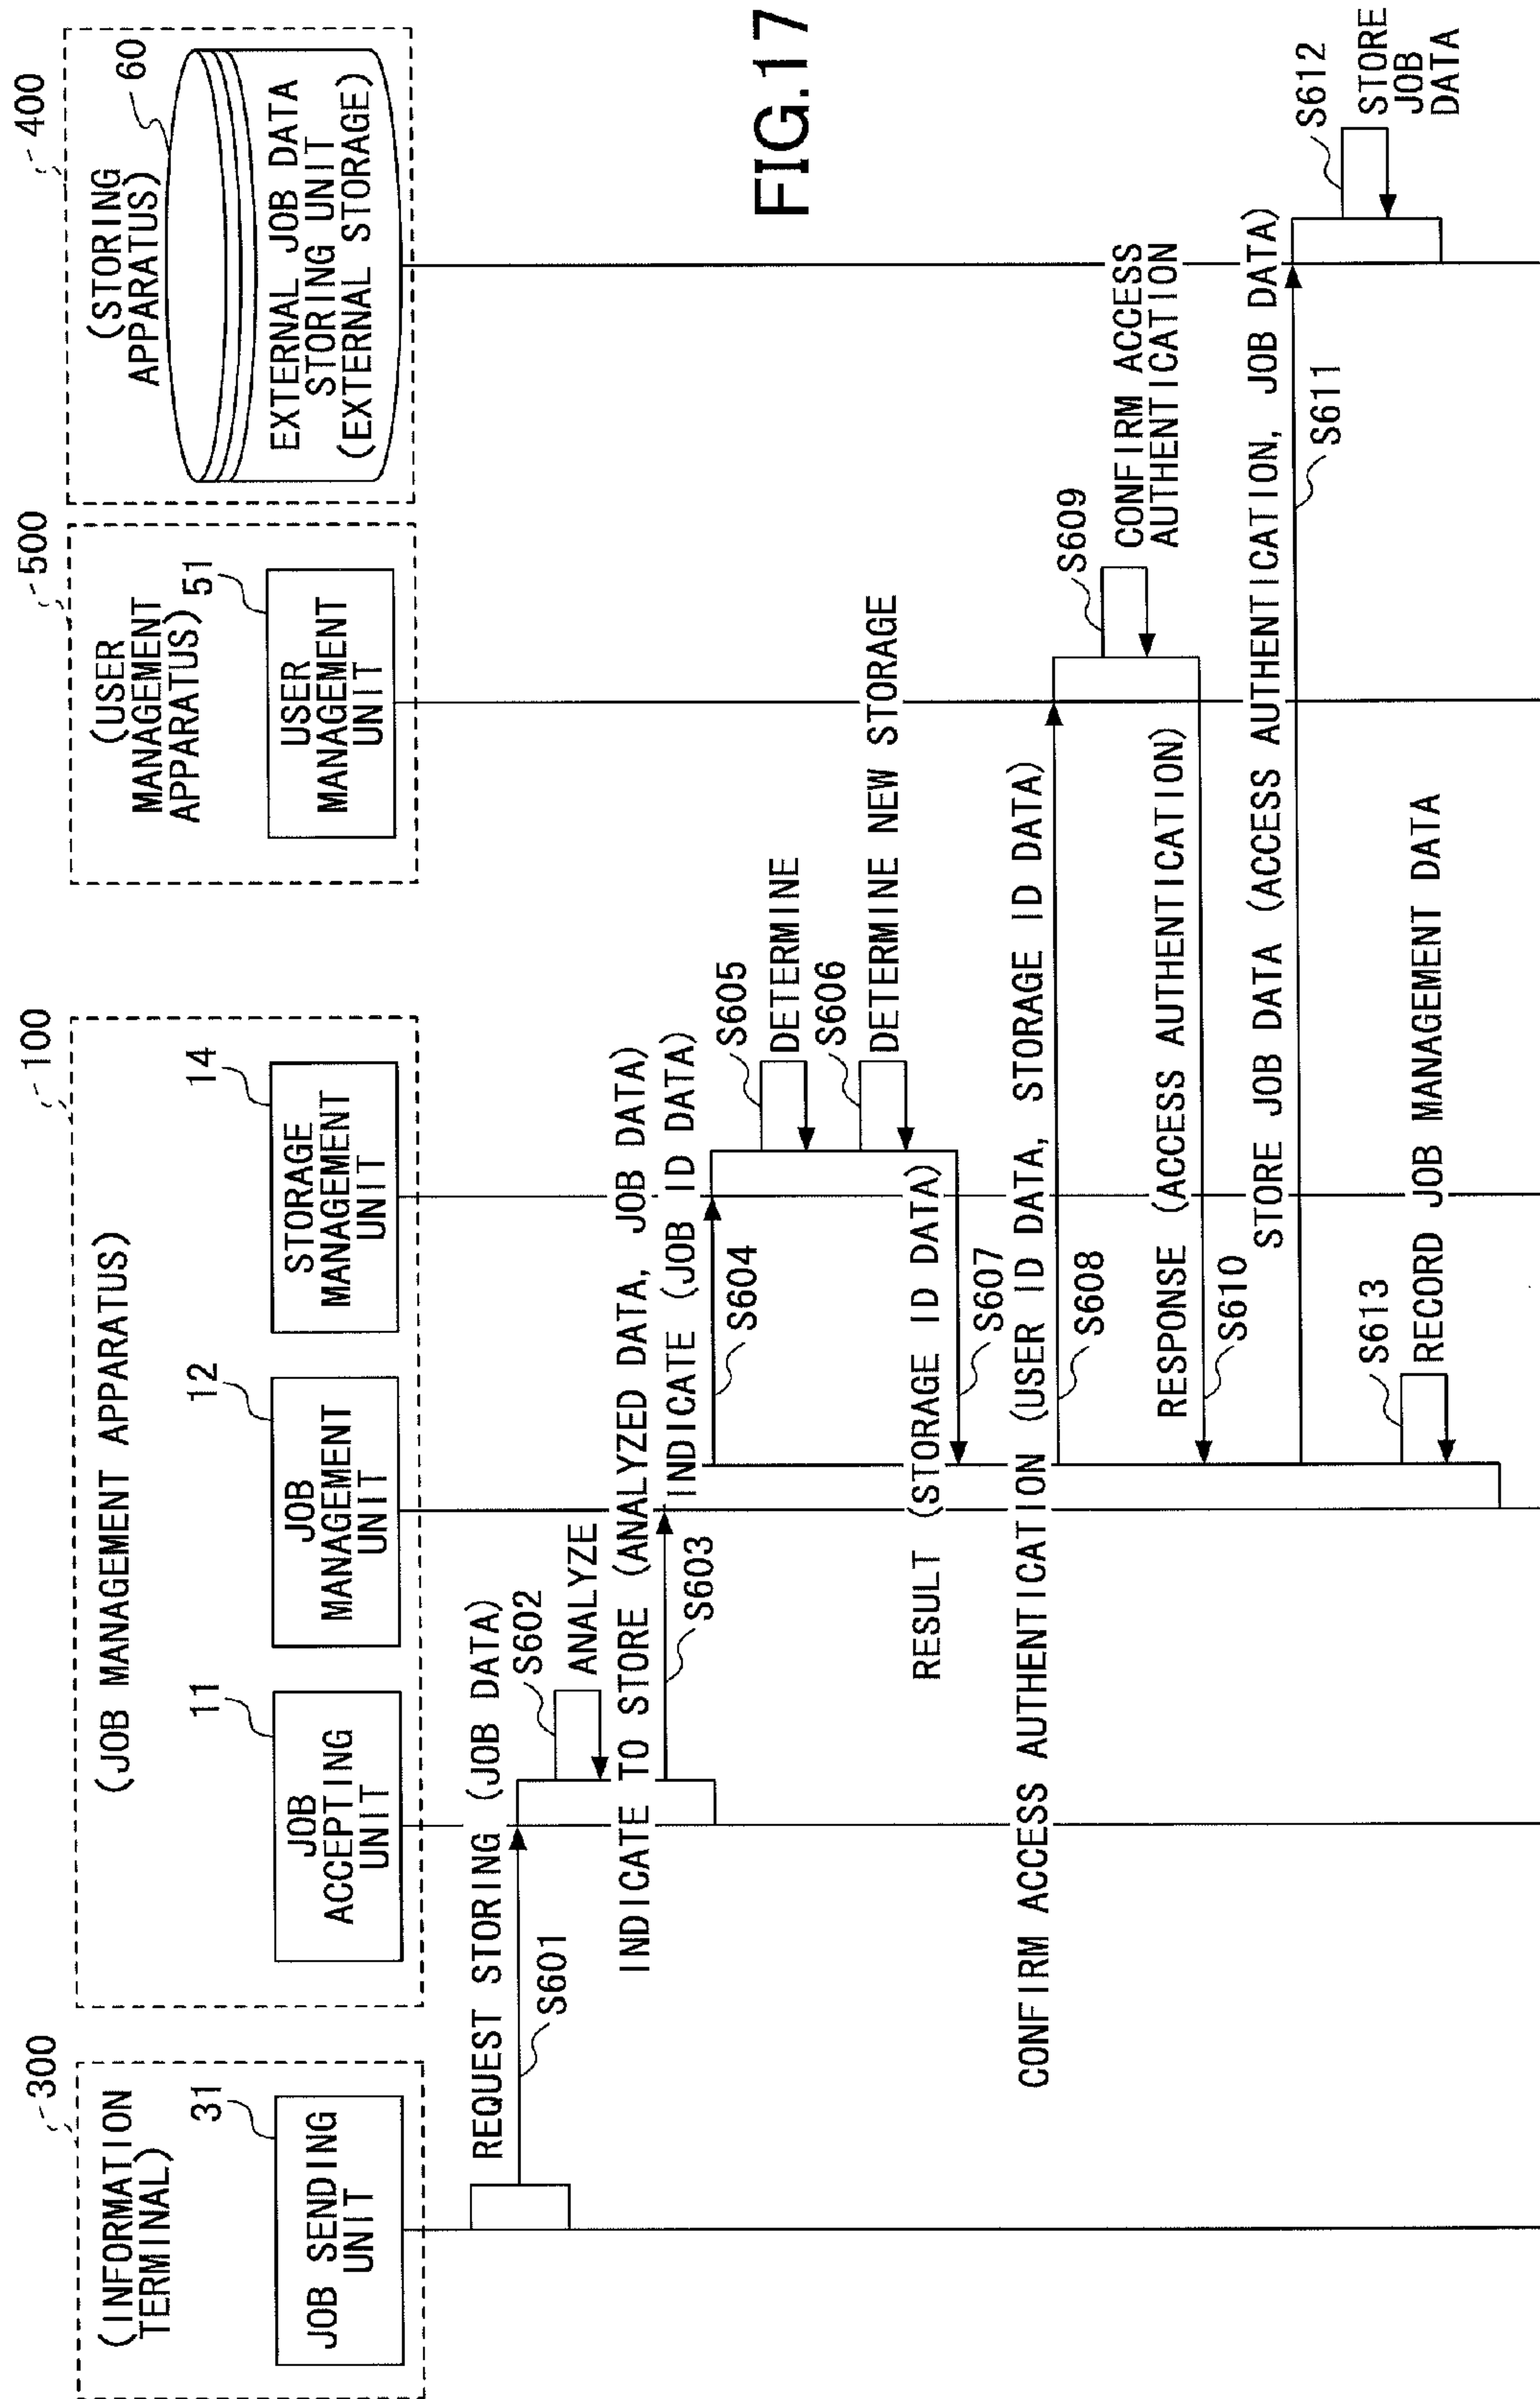 FIG.17
300
(INFORMATION
TERMINAL)
31
JOB SENDING
UNIT
100
(JOB MANAGEMENT APPARATUS)
11
JOB
ACCEPTING
UNIT
12
JOB
MANAGEMENT
UNIT
14
STORAGE
MANAGEMENT
UNIT
500
(USER
MANAGEMENT
APPARATUS)
51
USER
MANAGEMENT
UNIT
400
(STORING
APPARATUS)
60
EXTERNAL JOB DATA
STORING UNIT
(EXTERNAL STORAGE)
REQUEST STORING (JOB DATA)
S601
S602
ANALYZE
INDICATE TO STORE (ANALYZED DATA, JOB DATA)
S603
INDICATE (JOB ID DATA)
S604
S605
DETERMINE
S606
DETERMINE NEW STORAGE
RESULT (STORAGE ID DATA)
S607
CONFIRM ACCESS AUTHENTICATION (USER ID DATA, STORAGE ID DATA)
S608
S609
CONFIRM ACCESS
AUTHENTICATION
RESPONSE (ACCESS AUTHENTICATION)
S610
STORE JOB DATA (ACCESS AUTHENTICATION, JOB DATA)
S611
S612
STORE
JOB
DATA
S613
RECORD JOB MANAGEMENT DATA